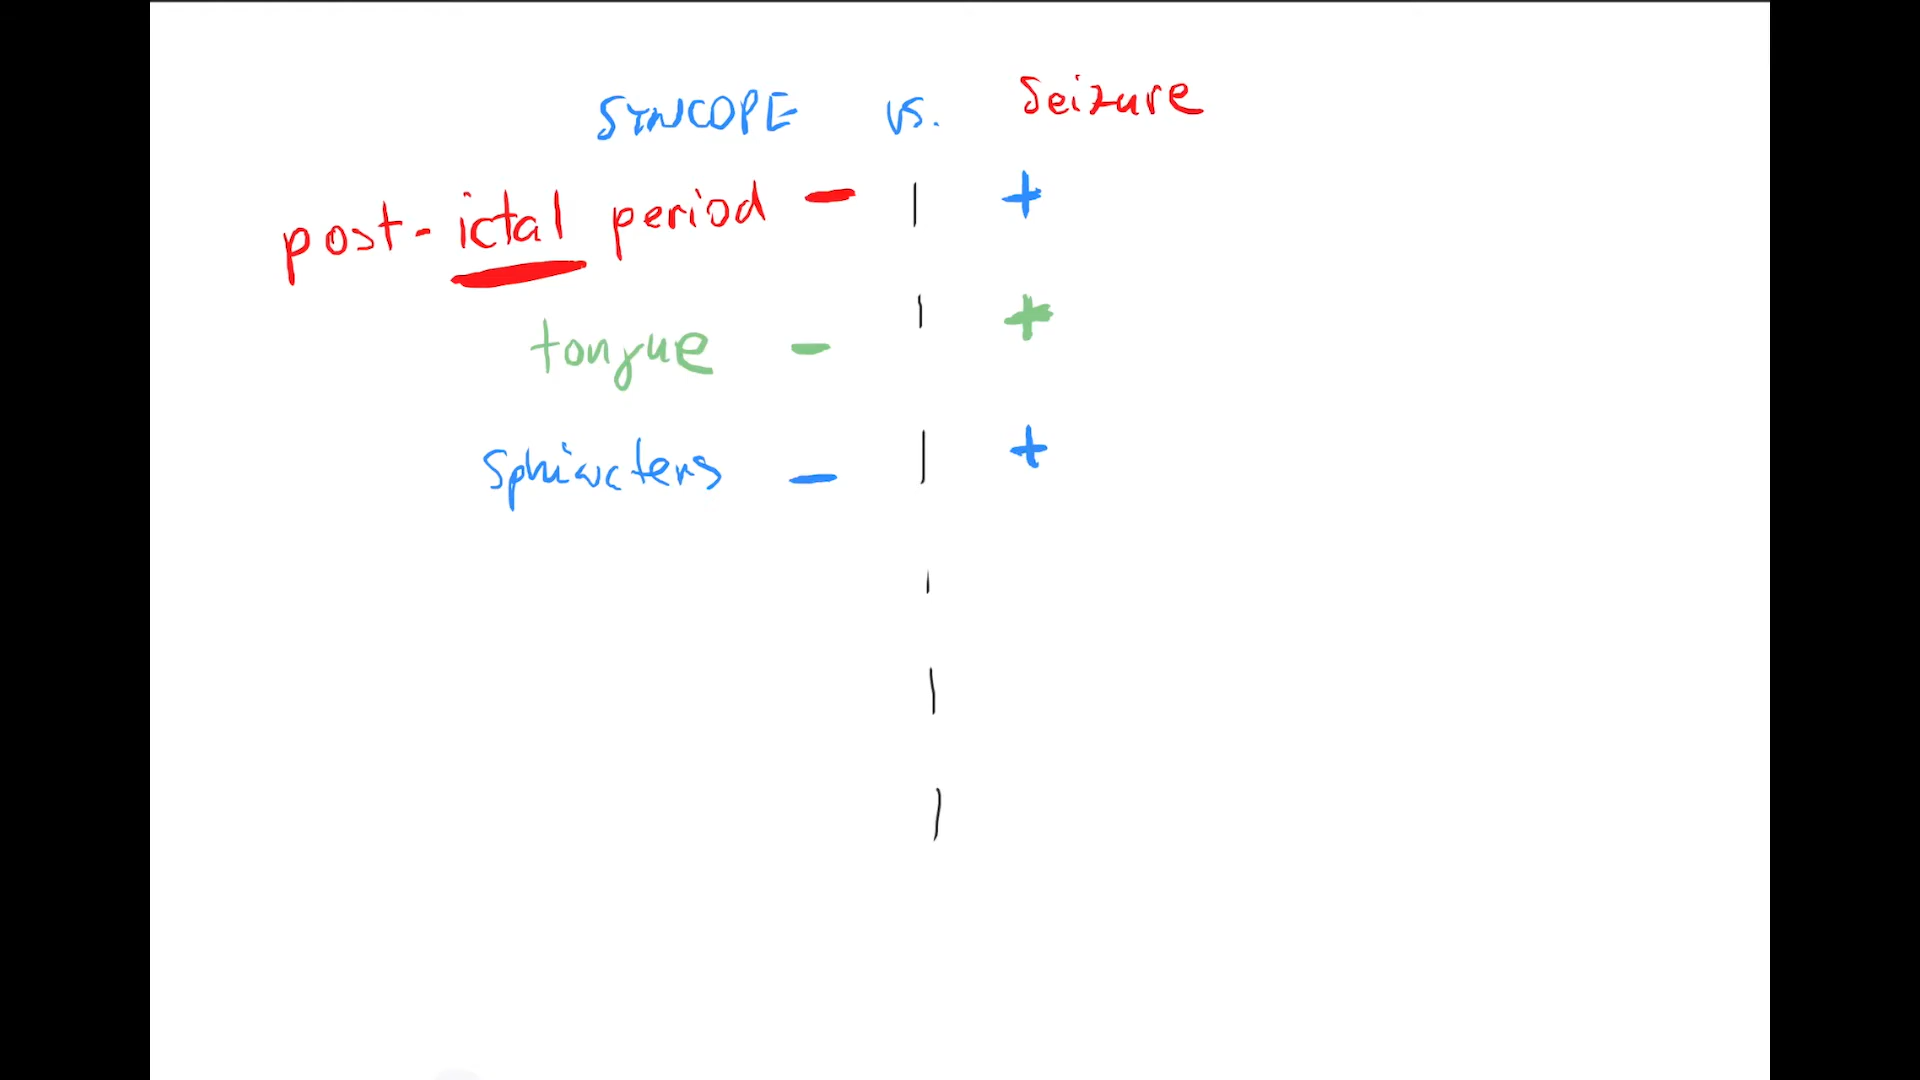 SYNCOPE vs. Seizure
post-ictal period - | +
tongue - | +
Sphincters - | +